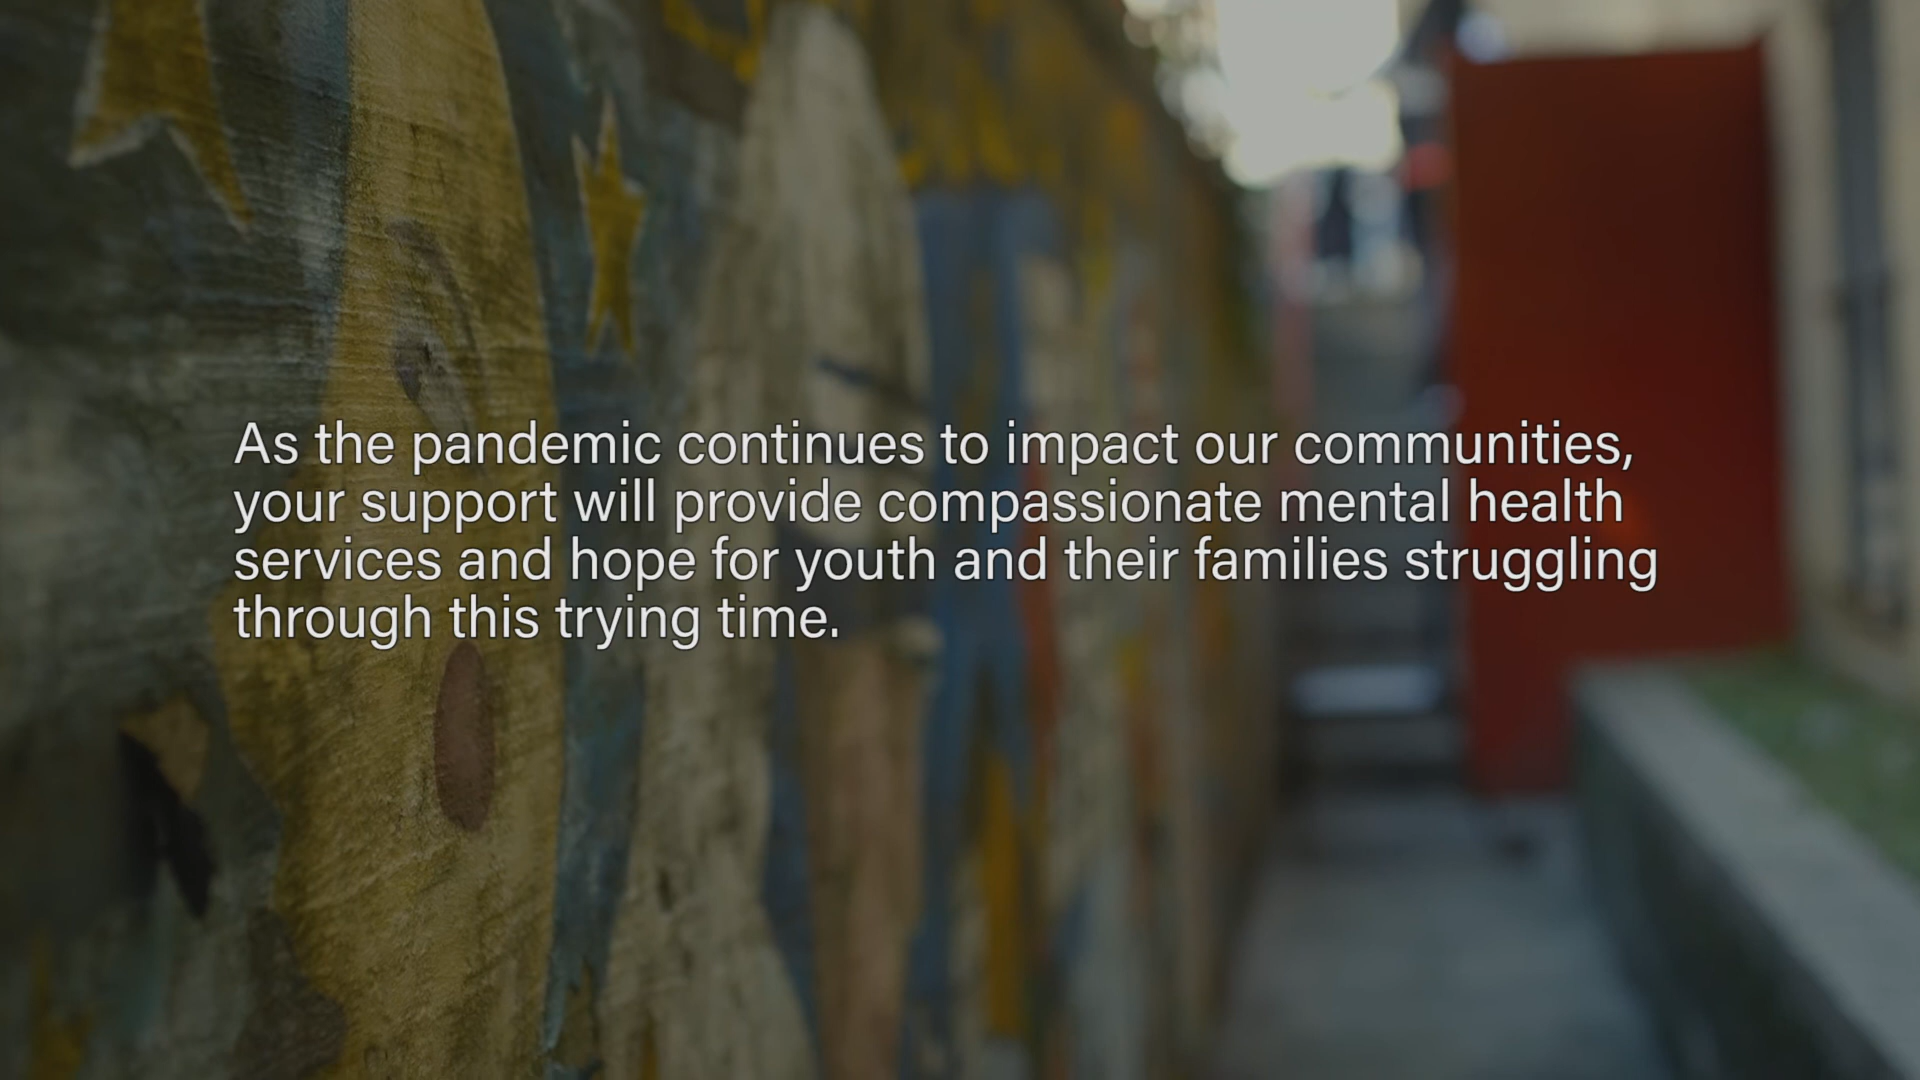 As the pandemic continues to impact our communities,
your support will provide compassionate mental health
services and hope for youth and their families struggling
through this trying time.